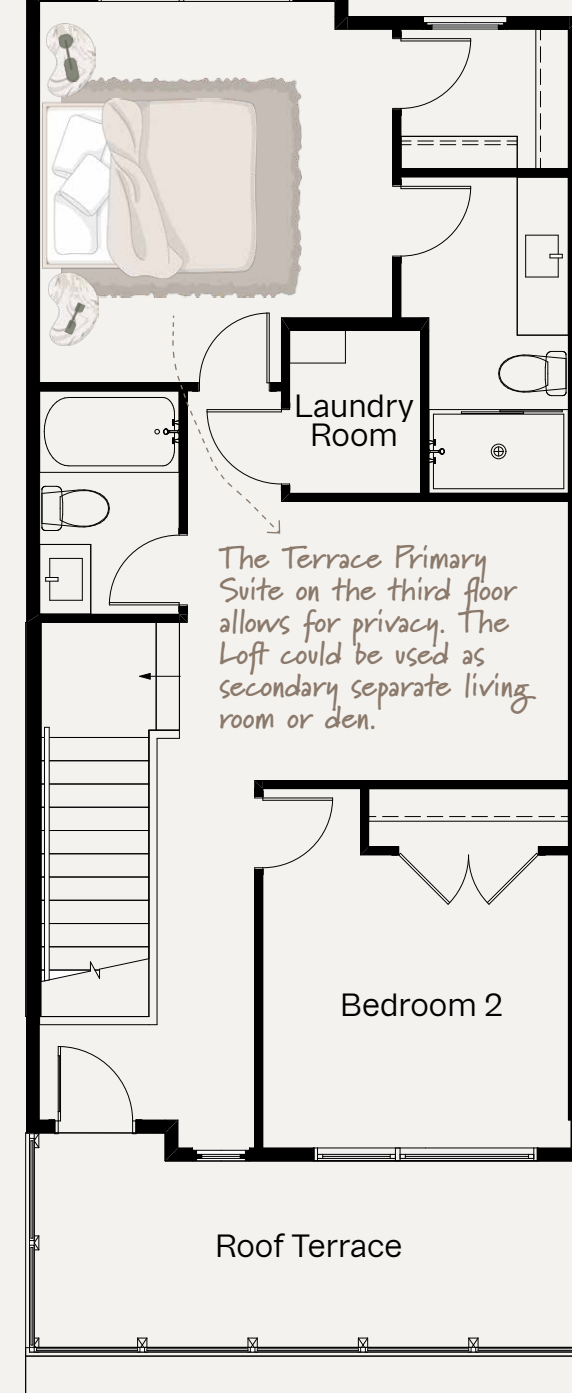 Laundry
Room
The Terrace Primary
Suite on the third floor
allows for privacy. The
Loft could be used as
secondary separate living
room or den.
Bedroom 2
Roof Terrace